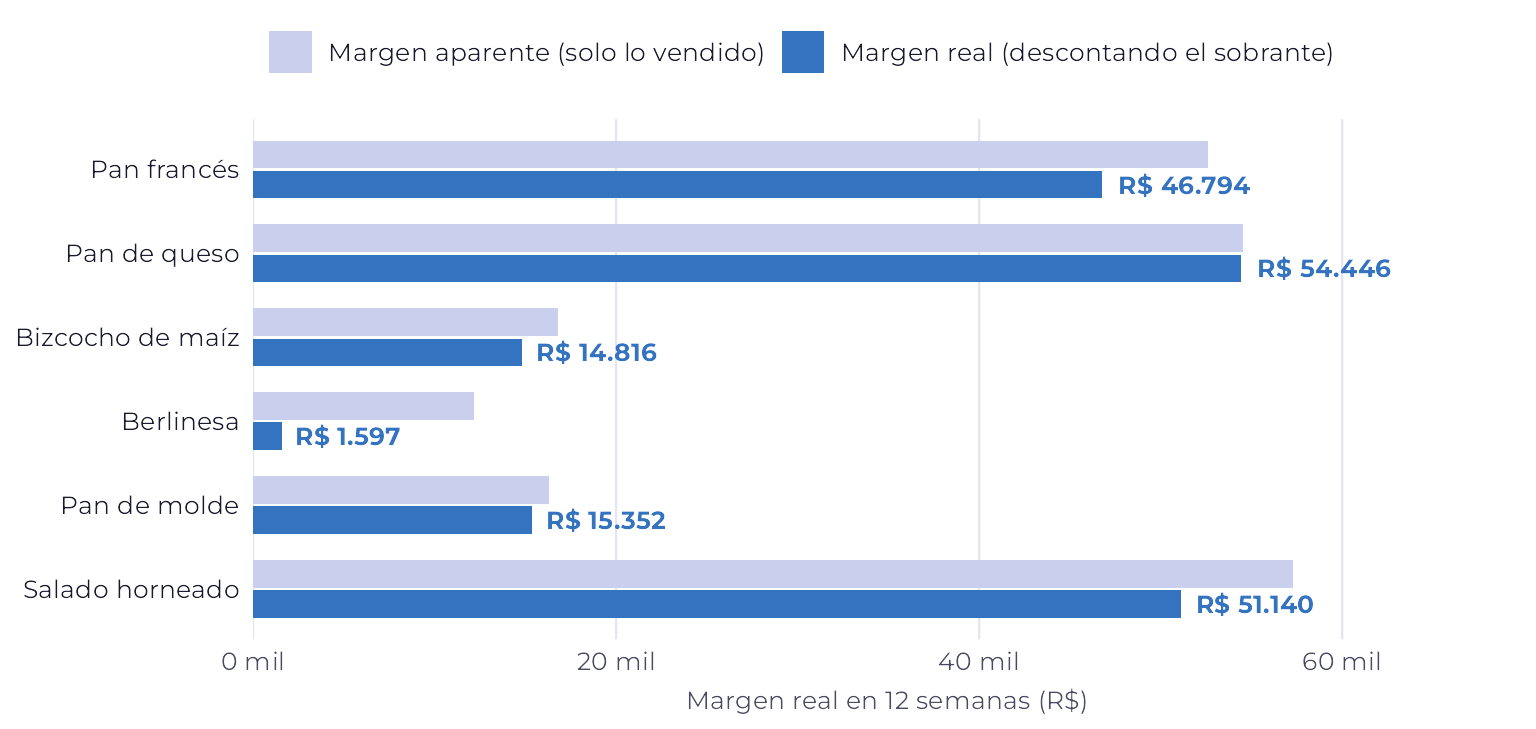 Margen aparente (solo lo vendido)
Margen real (descontando el sobrante)
Pan francés
R$ 46.794
Pan de queso
R$ 54.446
Bizcocho de maíz
R$ 14.816
Berlinesa
R$ 1.597
Pan de molde
R$ 15.352
Salado horneado
R$ 51.140
0 mil
20 mil
40 mil
60 mil
Margen real en 12 semanas (R$)